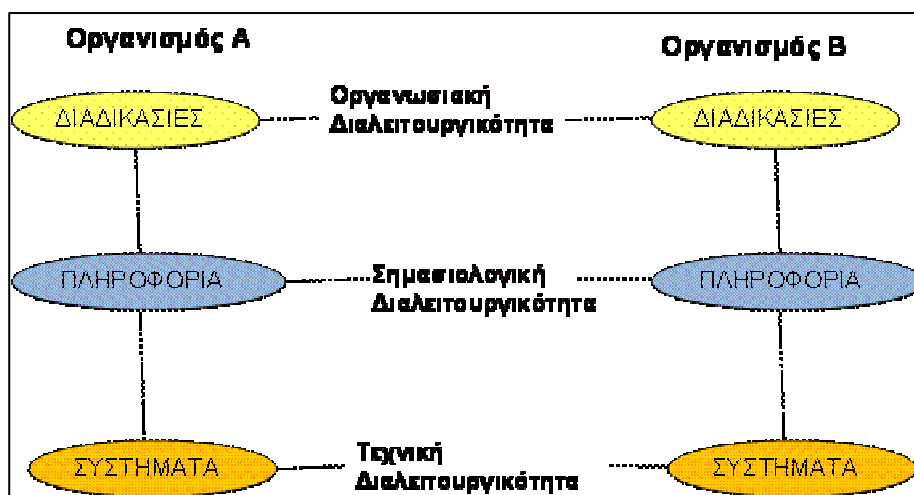 Οργανισμός Α
Οργανισμός Β
ΔΙΑΔΙΚΑΣΙΕΣ
Οργανωσιακή
Διαλειτουργικότητα
ΔΙΑΔΙΚΑΣΙΕΣ
ΠΛΗΡΟΦΟΡΙΑ
Σημασιολογική
Διαλειτουργικότητα
ΠΛΗΡΟΦΟΡΙΑ
ΣΥΣΤΗΜΑΤΑ
Τεχνική
Διαλειτουργικότητα
ΣΥΣΤΗΜΑΤΑ